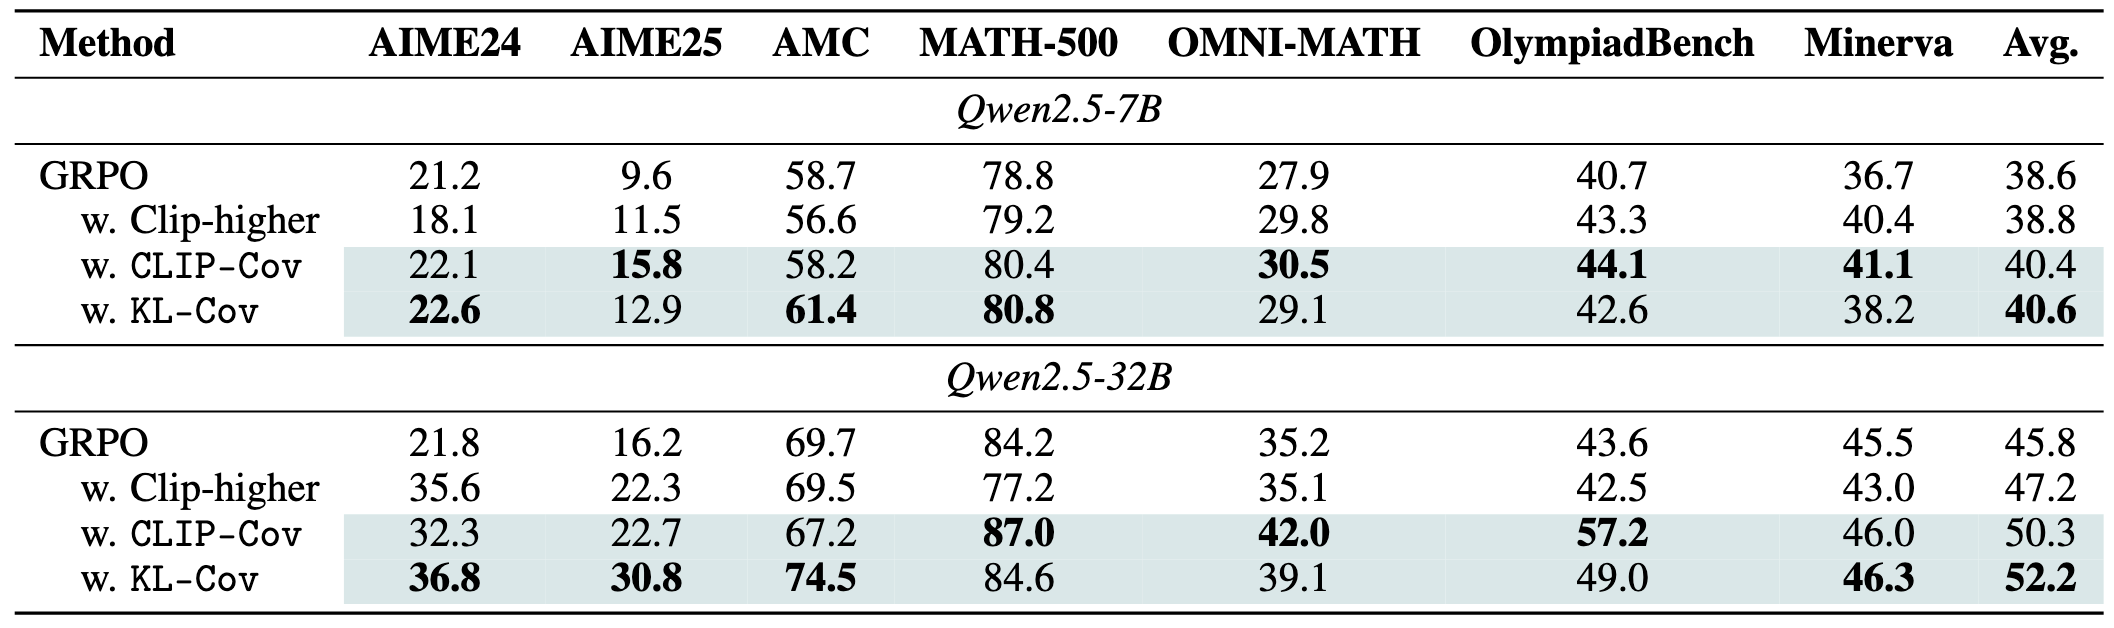 Method AIME24 AIME25 AMC MATH-500 OMNI-MATH OlympiadBench Minerva Avg.
Qwen2.5-7B
GRPO 21.2 9.6 58.7 78.8 27.9 40.7 36.7 38.6
w. Clip-higher 18.1 11.5 56.6 79.2 29.8 43.3 40.4 38.8
w. CLIP-Cov 22.1 15.8 58.2 80.4 30.5 44.1 41.1 40.4
w. KL-Cov 22.6 12.9 61.4 80.8 29.1 42.6 38.2 40.6
Qwen2.5-32B
GRPO 21.8 16.2 69.7 84.2 35.2 43.6 45.5 45.8
w. Clip-higher 35.6 22.3 69.5 77.2 35.1 42.5 43.0 47.2
w. CLIP-Cov 32.3 22.7 67.2 87.0 42.0 57.2 46.0 50.3
w. KL-Cov 36.8 30.8 74.5 84.6 39.1 49.0 46.3 52.2